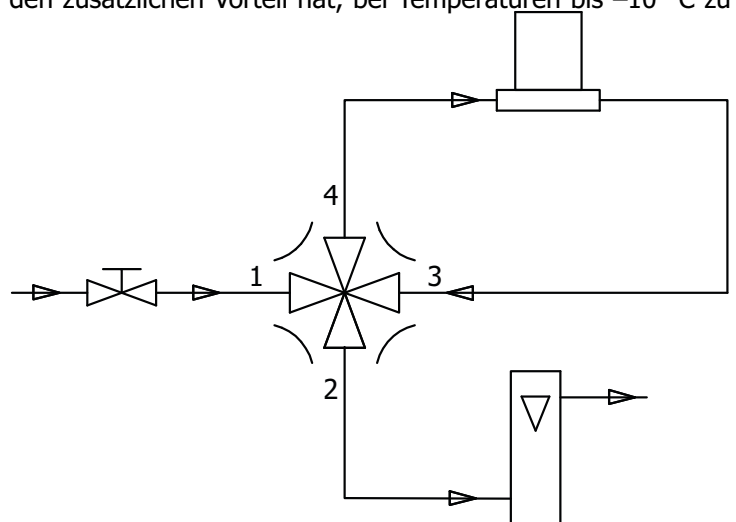 den zusätzlichen Vorteil hat, bei Temperaturen bis –10 °C zu
4
1
3
2